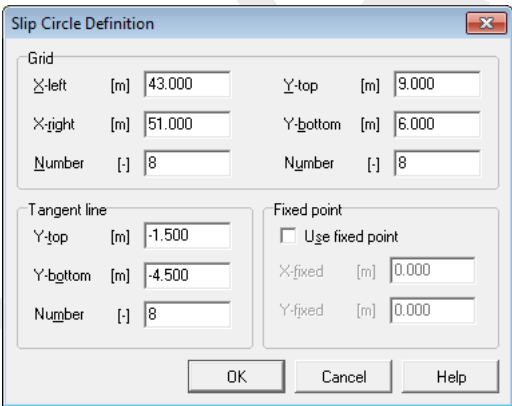 Slip Circle Definition
Grid
X-left [m] 43.000 Y-top [m] 9.000
X-right [m] 51.000 Y-bottom [m] 6.000
Number [-] 8 Number [-] 8
Tangent line
Y-top [m] -1.500
Y-bottom [m] -4.500
Number [-] 8
Fixed point
Use fixed point
X-fixed [m] 0.000
Y-fixed [m] 0.000
OK Cancel Help